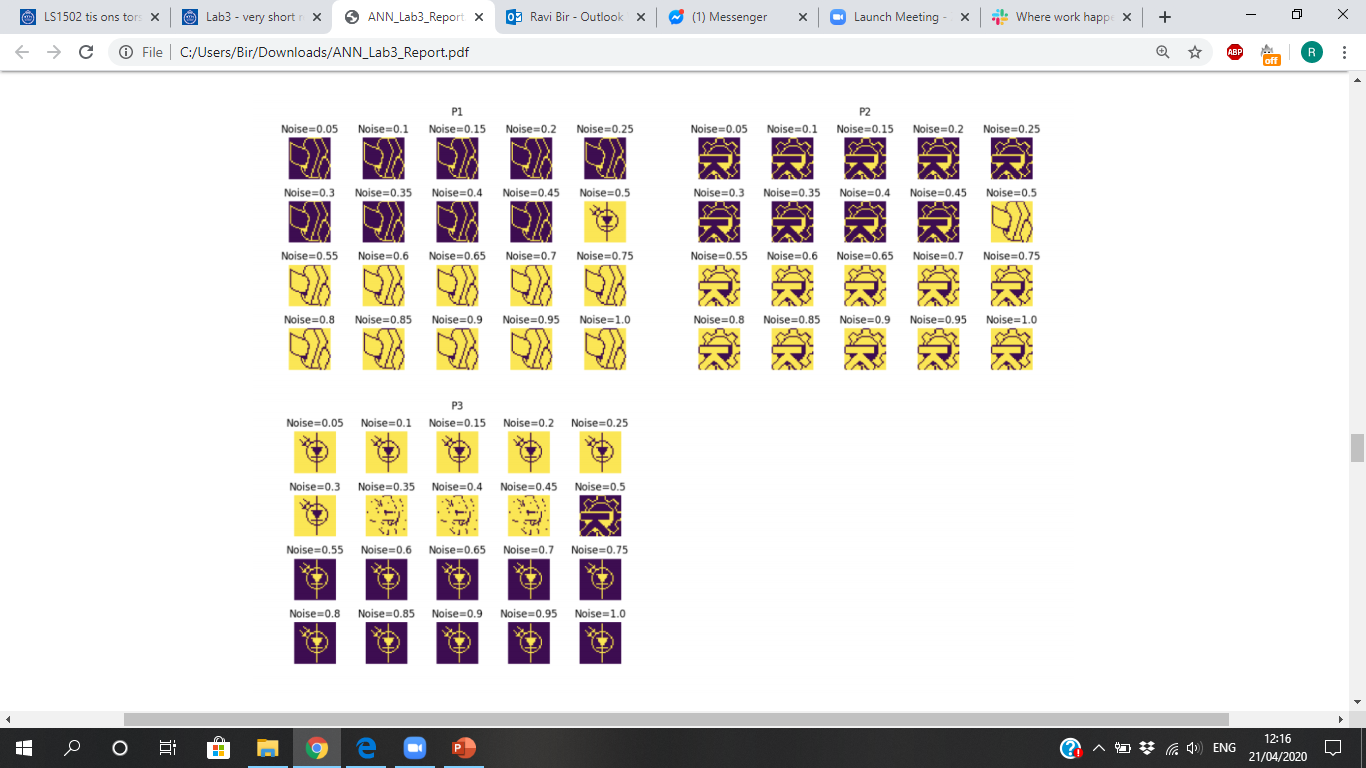 LS1502 tis ons tors
Lab3 - very short r
ANN_Lab3_Report
Ravi Bir - Outlook
(1) Messenger
Launch Meeting -
Where work happe
File
C:/Users/Bir/Downloads/ANN_Lab3_Report.pdf
ABP
off
R
P1
Noise=0.05 Noise=0.1 Noise=0.15 Noise=0.2 Noise=0.25
Noise=0.3 Noise=0.35 Noise=0.4 Noise=0.45 Noise=0.5
Noise=0.55 Noise=0.6 Noise=0.65 Noise=0.7 Noise=0.75
Noise=0.8 Noise=0.85 Noise=0.9 Noise=0.95 Noise=1.0
P2
Noise=0.05 Noise=0.1 Noise=0.15 Noise=0.2 Noise=0.25
Noise=0.3 Noise=0.35 Noise=0.4 Noise=0.45 Noise=0.5
Noise=0.55 Noise=0.6 Noise=0.65 Noise=0.7 Noise=0.75
Noise=0.8 Noise=0.85 Noise=0.9 Noise=0.95 Noise=1.0
P3
Noise=0.05 Noise=0.1 Noise=0.15 Noise=0.2 Noise=0.25
Noise=0.3 Noise=0.35 Noise=0.4 Noise=0.45 Noise=0.5
Noise=0.55 Noise=0.6 Noise=0.65 Noise=0.7 Noise=0.75
Noise=0.8 Noise=0.85 Noise=0.9 Noise=0.95 Noise=1.0
ENG
12:16
21/04/2020